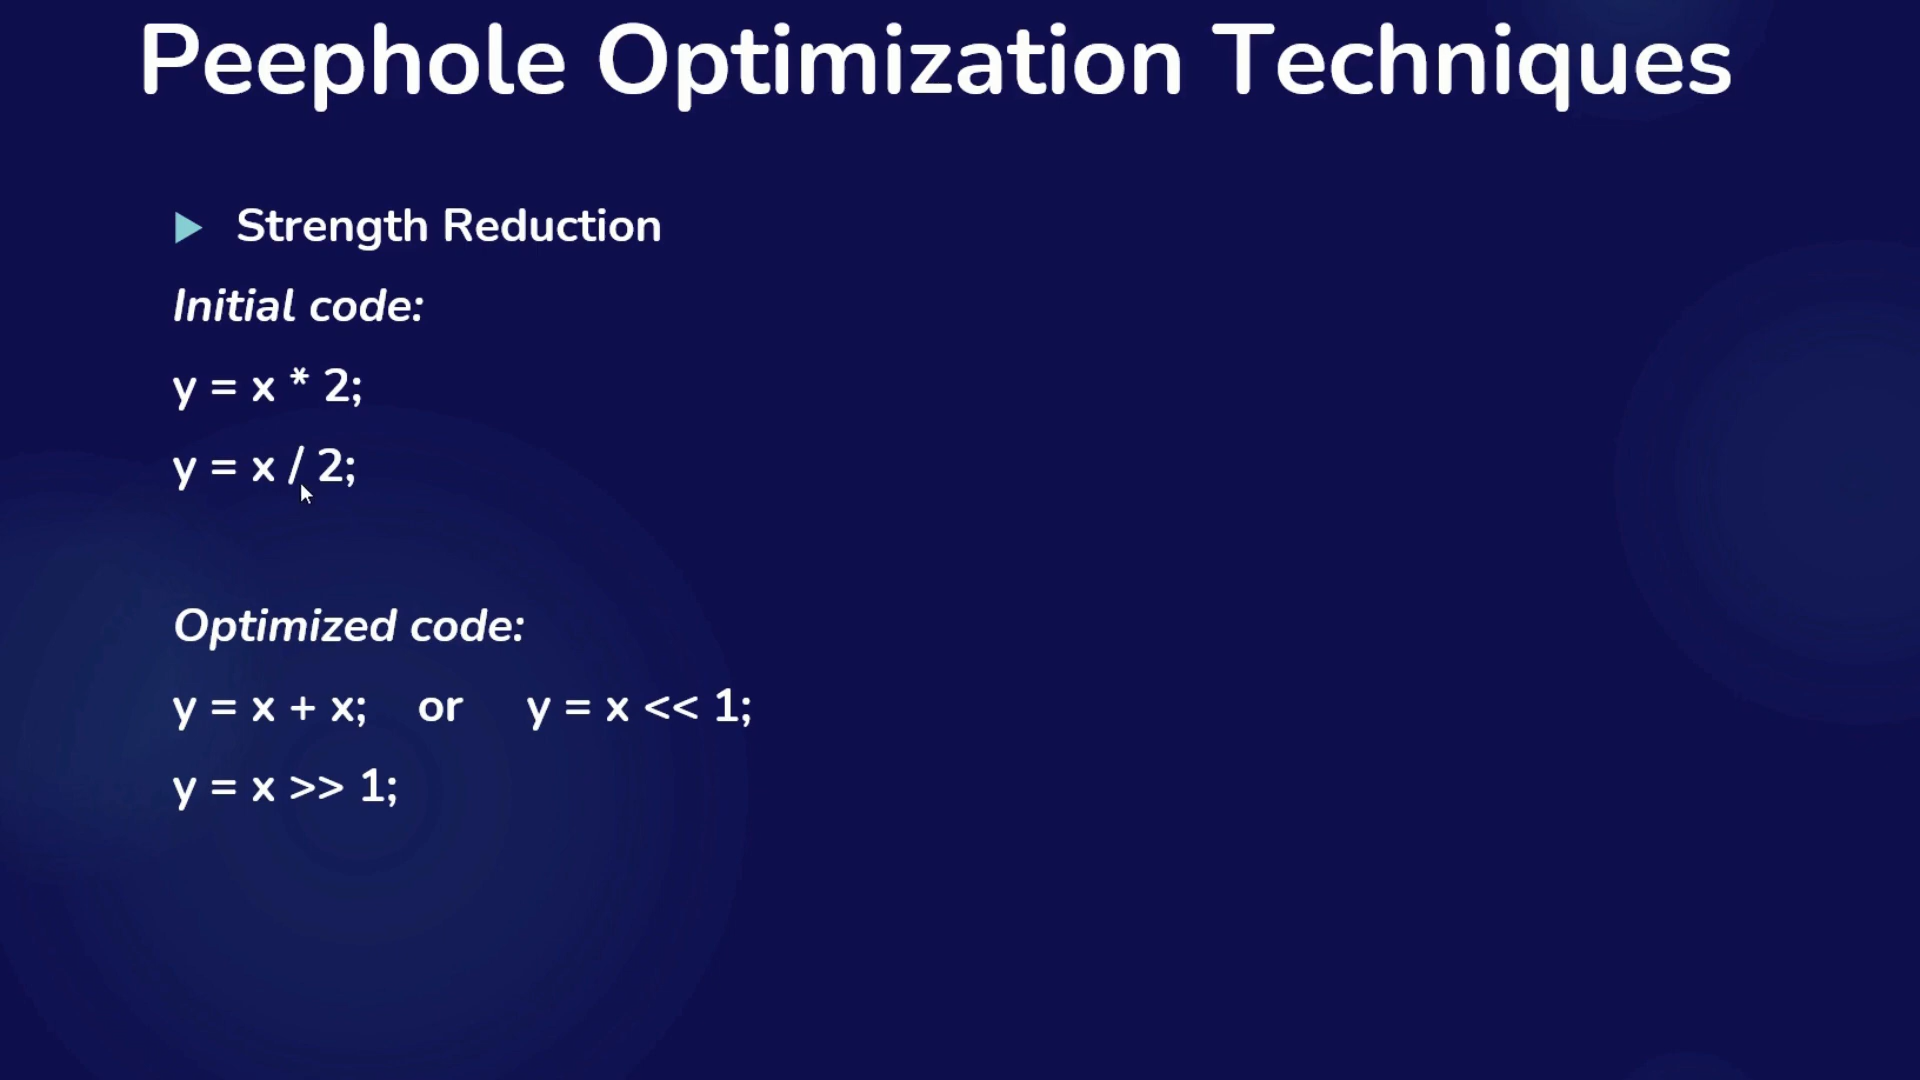 Peephole Optimization Techniques
Strength Reduction
Initial code:
y = x * 2;
y = x / 2;
Optimized code:
y = x + x; or y = x << 1;
y = x >> 1;